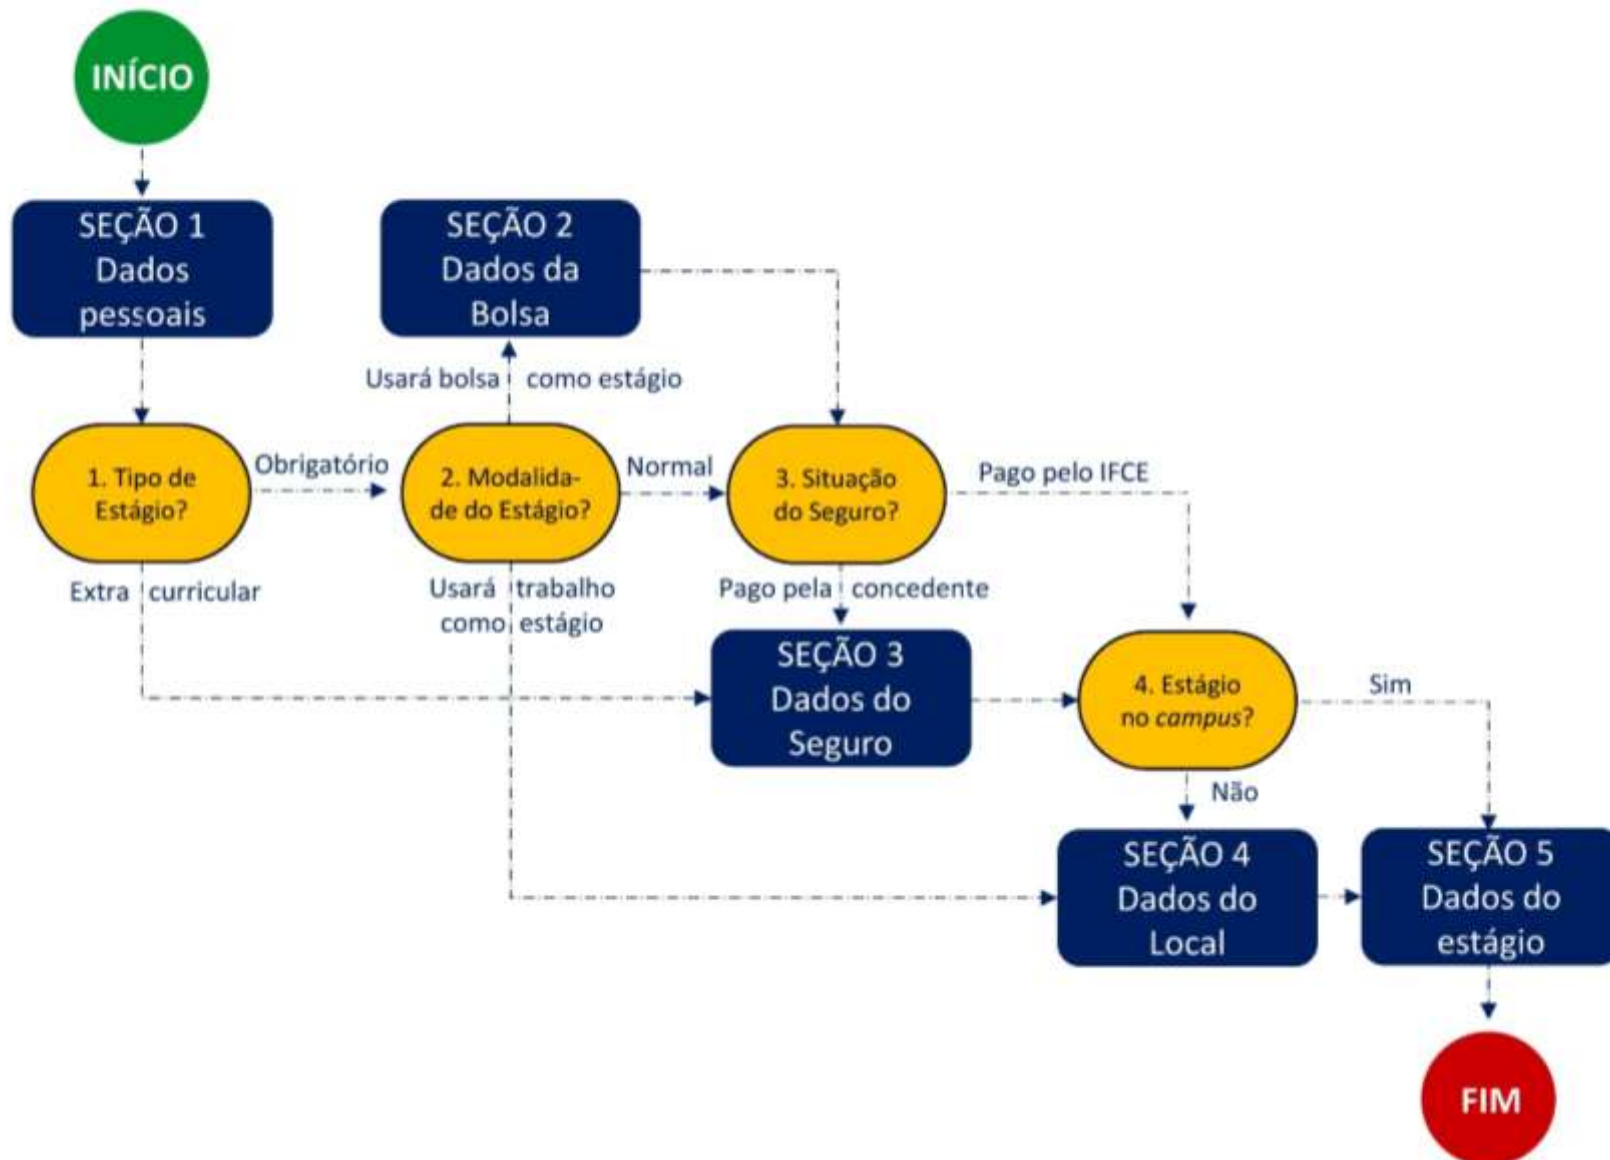 INÍCIO
SEÇÃO 1
Dados
pessoais
SEÇÃO 2
Dados da
Bolsa
Usará bolsa como estágio
1. Tipo de
Estágio?
Obrigatório
2. Modalida-
de do Estágio?
Normal
3. Situação
do Seguro?
Pago pelo IFCE
Extra curricular
Usará trabalho
como estágio
Pago pela concedente
SEÇÃO 3
Dados do
Seguro
4. Estágio
no campus?
Sim
Não
SEÇÃO 4
Dados do
Local
SEÇÃO 5
Dados do
estágio
FIM